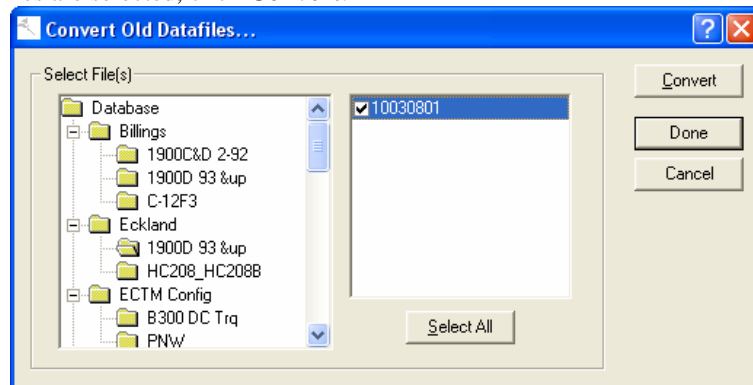 Convert Old Datafiles...
Select File(s)
Database
Billings
1900C&D 2-92
1900D 93 &up
C-12F3
Eckland
1900D 93 &up
HC208_HC208B
ECTM Config
B300 DC Trq
PNW
10030801
Select All
Convert
Done
Cancel